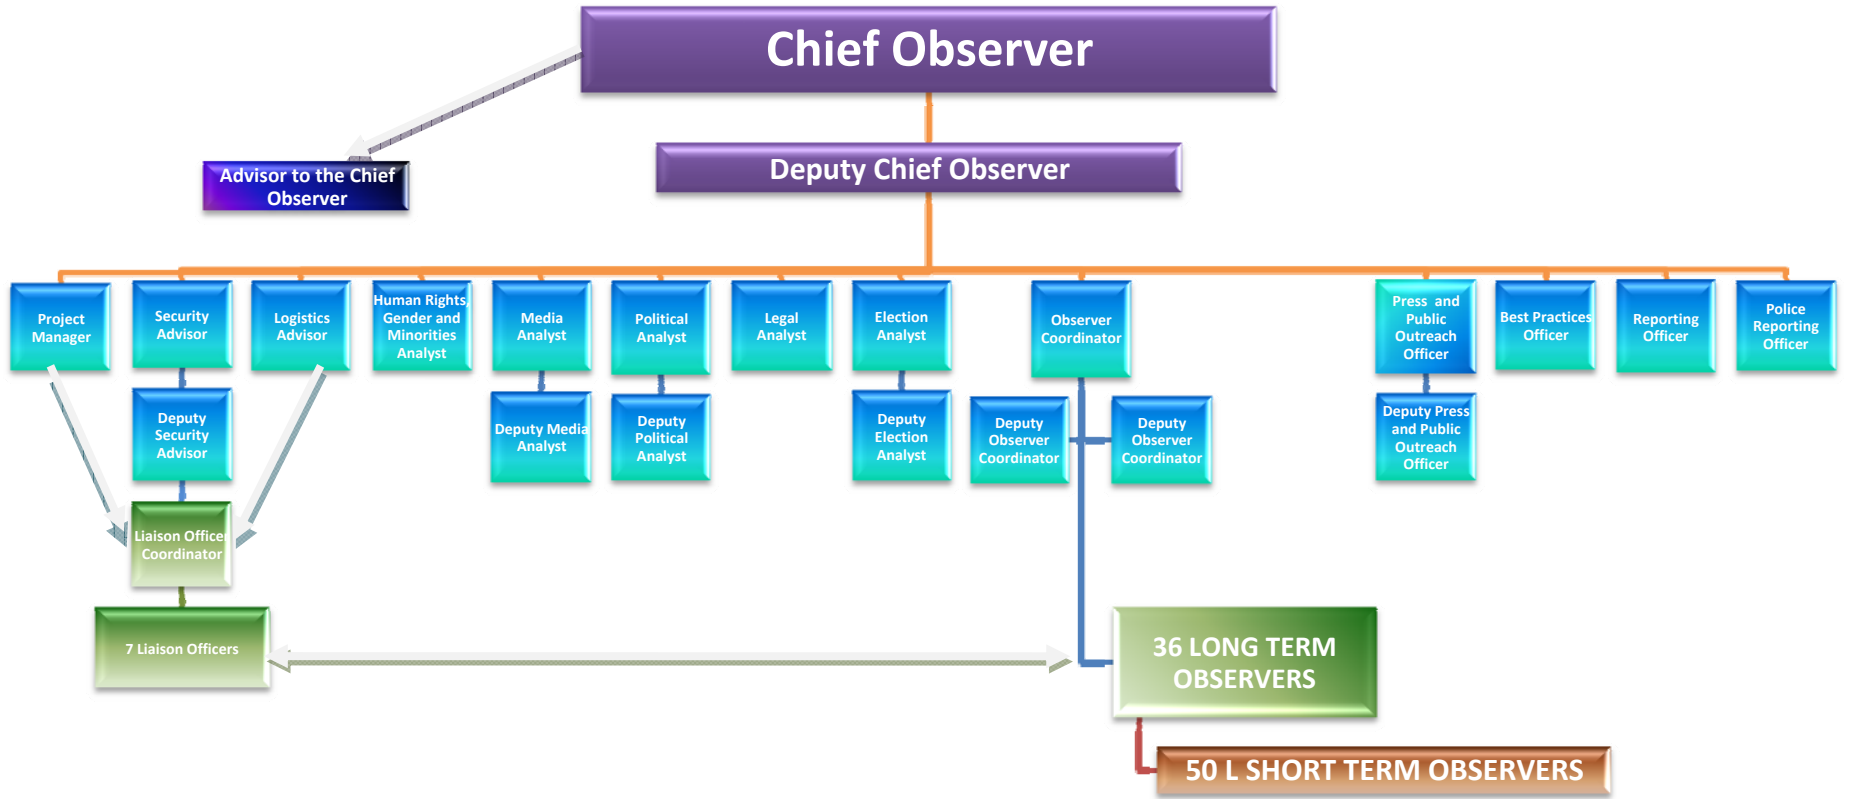 Chief Observer
Deputy Chief Observer
Advisor to the Chief
Observer
Project
Manager
Security
Advisor
Logistics
Advisor
Human Rights,
Gender and
Minorities
Analyst
Media
Analyst
Political
Analyst
Legal
Analyst
Election
Analyst
Observer
Coordinator
Press and
Public
Outreach
Officer
Best Practices
Officer
Reporting
Officer
Police
Reporting
Officer
Deputy
Security
Advisor
Deputy Media
Analyst
Deputy
Political
Analyst
Deputy
Election
Analyst
Deputy
Observer
Coordinator
Deputy
Observer
Coordinator
Deputy Press
and Public
Outreach
Officer
Liaison Officer
Coordinator
7 Liaison Officers
36 LONG TERM
OBSERVERS
50 L SHORT TERM OBSERVERS